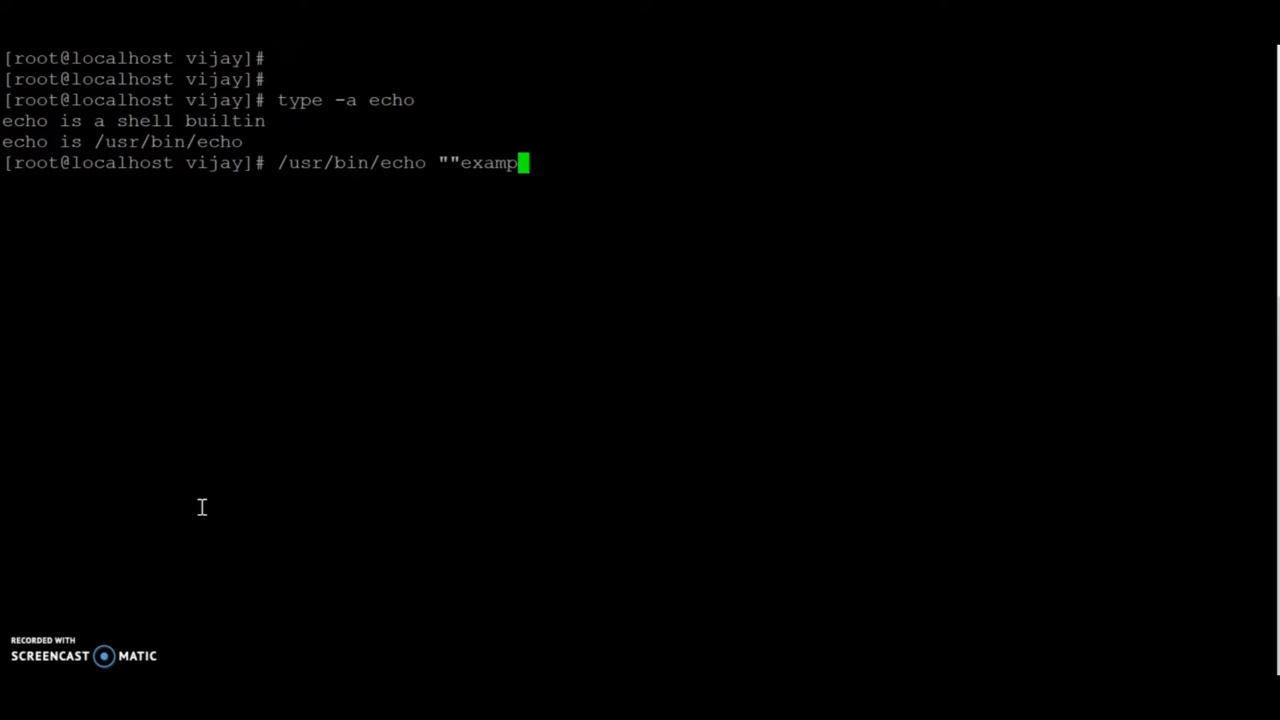 [root@localhost vijay]#
[root@localhost vijay]#
[root@localhost vijay]# type -a echo
echo is a shell builtin
echo is /usr/bin/echo
[root@localhost vijay]# /usr/bin/echo ""examp
RECORDED WITH
SCREENCAST MATIC